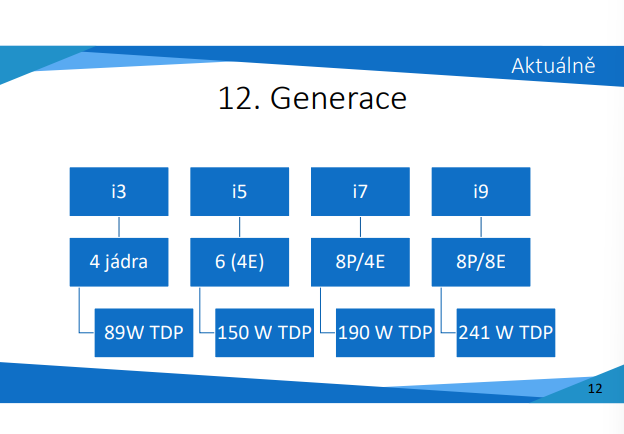 Aktuálně
12. Generace
i3
i5
i7
i9
4 jádra
6 (4E)
8P/4E
8P/8E
89W TDP
150 W TDP
190 W TDP
241 W TDP
12